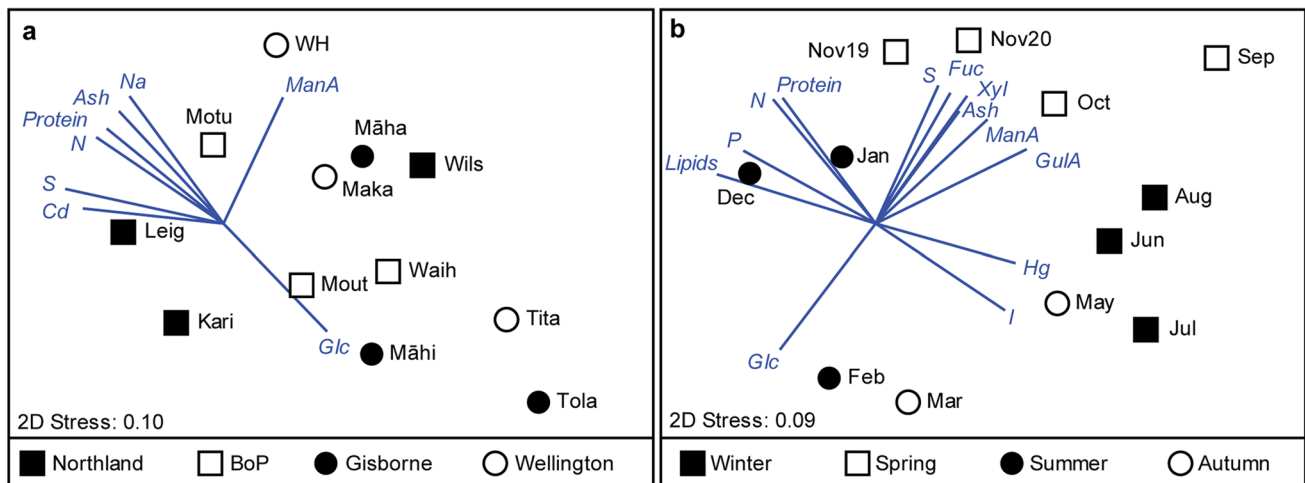 a
WH
Na
ManA
Ash
Motu
Protein
Māha
N
Wils
Maka
S
Cd
Leig
Mout
Waih
Kari
Tita
Glc
Māhi
Tola
2D Stress: 0.10
Northland
BoP
Gisborne
Wellington
b
Nov19
Nov20
Sep
S
Fuc
Protein
Xyl
N
Ash
Oct
ManA
P
Jan
GulA
Lipids
Dec
Aug
Jun
Hg
May
I
Jul
Glc
Feb
Mar
2D Stress: 0.09
Winter
Spring
Summer
Autumn